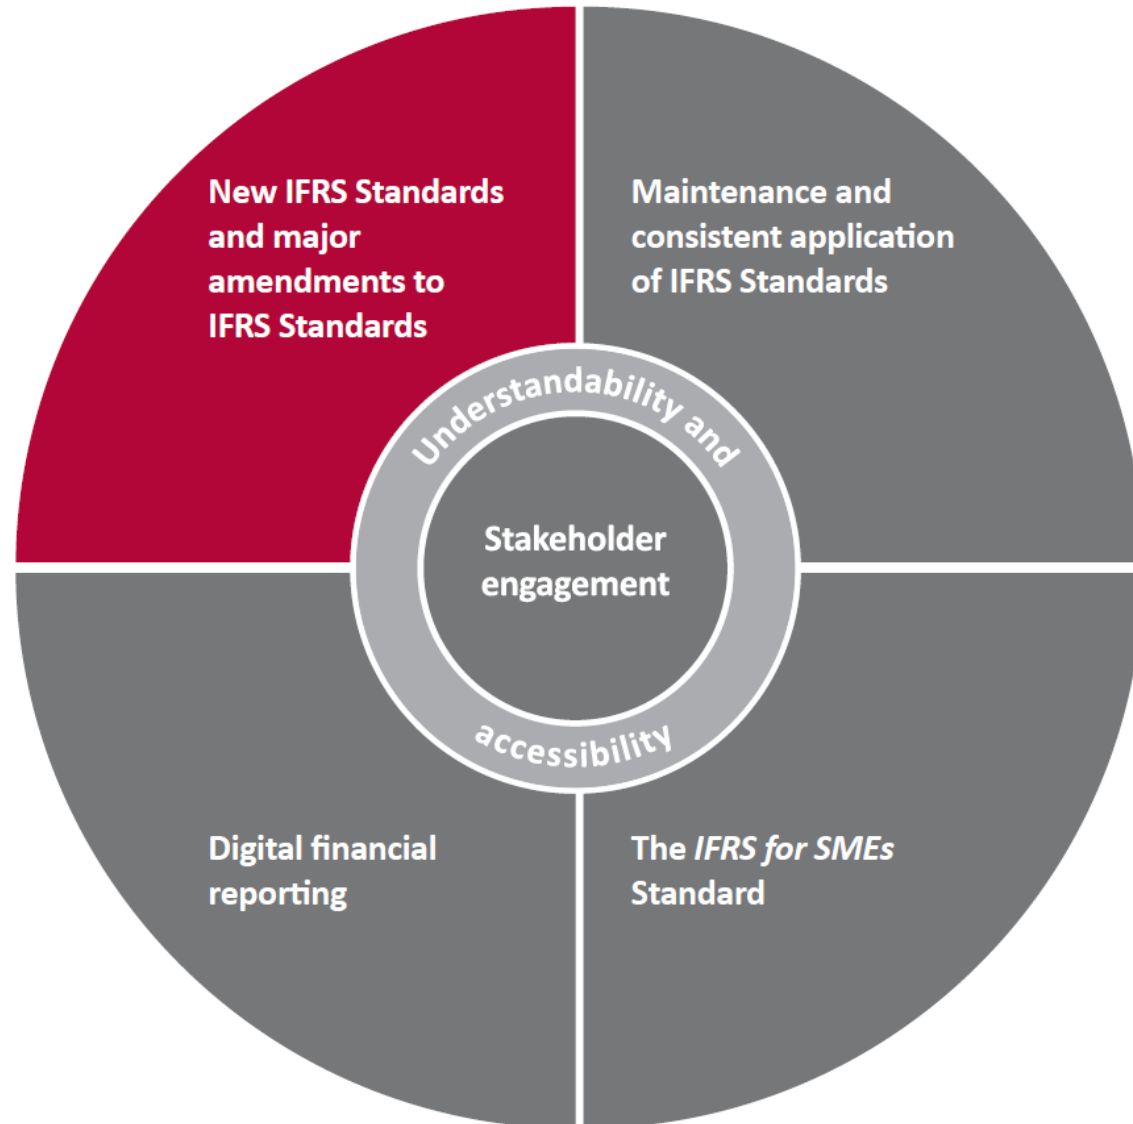 New IFRS Standards
and major
amendments to
IFRS Standards
Maintenance and
consistent application
of IFRS Standards
Understandability and
Stakeholder
engagement
accessibility
Digital financial
reporting
The IFRS for SMEs
Standard